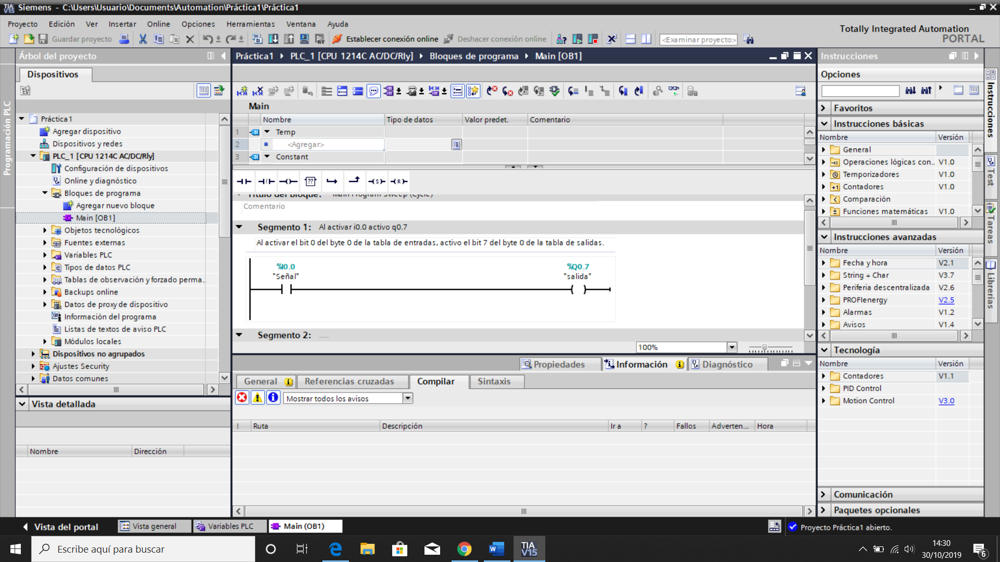 Siemens - C:\Users\Usuario\Documents\Automation\Práctica1\Práctica1
Proyecto Edición Ver Insertar Online Opciones Herramientas Ventana Ayuda
Totally Integrated Automation
PORTAL
Guardar proyecto
Establecer conexión online
Deshacer conexión online
<Examinar proyecto>
Árbol del proyecto
Práctica1 PLC_1 [CPU 1214C AC/DC/Rly] Bloques de programa Main [OB1]
Instrucciones
Programación PLC
Dispositivos
Práctica1
Agregar dispositivo
Dispositivos y redes
PLC_1 [CPU 1214C AC/DC/Rly]
Configuración de dispositivos
Online y diagnóstico
Bloques de programa
Agregar nuevo bloque
Main [OB1]
Objetos tecnológicos
Fuentes externas
Variables PLC
Tipos de datos PLC
Tablas de observación y forzado perma..
Backups online
Datos de proxy de dispositivo
Información del programa
Listas de textos de aviso PLC
Módulos locales
Dispositivos no agrupados
Ajustes Security
Datos comunes
Vista detallada
Nombre Dirección
Main
Nombre Tipo de datos Valor predet. Comentario
1 Temp
2 <Agregar>
3 Constant
Título del bloque: "Main Program Sweep (Cycle)"
Comentario
Segmento 1: Al activar i0.0 activo q0.7
Al activar el bit 0 del byte 0 de la tabla de entradas, activo el bit 7 del byte 0 de la tabla de salidas.
%I0.0
"Señal"
%Q0.7
"salida"
Segmento 2: .....
100%
Propiedades Información Diagnóstico
General Referencias cruzadas Compilar Sintaxis
Mostrar todos los avisos
! Ruta Descripción Ir a ? Fallos Adverten... Hora
Opciones
Favoritos
Instrucciones básicas
Nombre Versión
General
Operaciones lógicas con.. V1.0
Temporizadores V1.0
Contadores V1.0
Comparación
Funciones matemáticas V1.0
Instrucciones avanzadas
Nombre Versión
Fecha y hora V2.1
String + Char V3.7
Periferia descentralizada V2.6
PROFIenergy V2.5
Alarmas V1.2
Avisos V1.4
Tecnología
Nombre Versión
Contadores V1.1
PID Control
Motion Control V3.0
Comunicación
Paquetes opcionales
Instrucciones
Test
Tareas
Librerías
Vista del portal
Vista general
Variables PLC
Main (OB1)
Proyecto Práctica1 abierto.
Escribe aquí para buscar
TIA
V15
14:30
30/10/2019
6